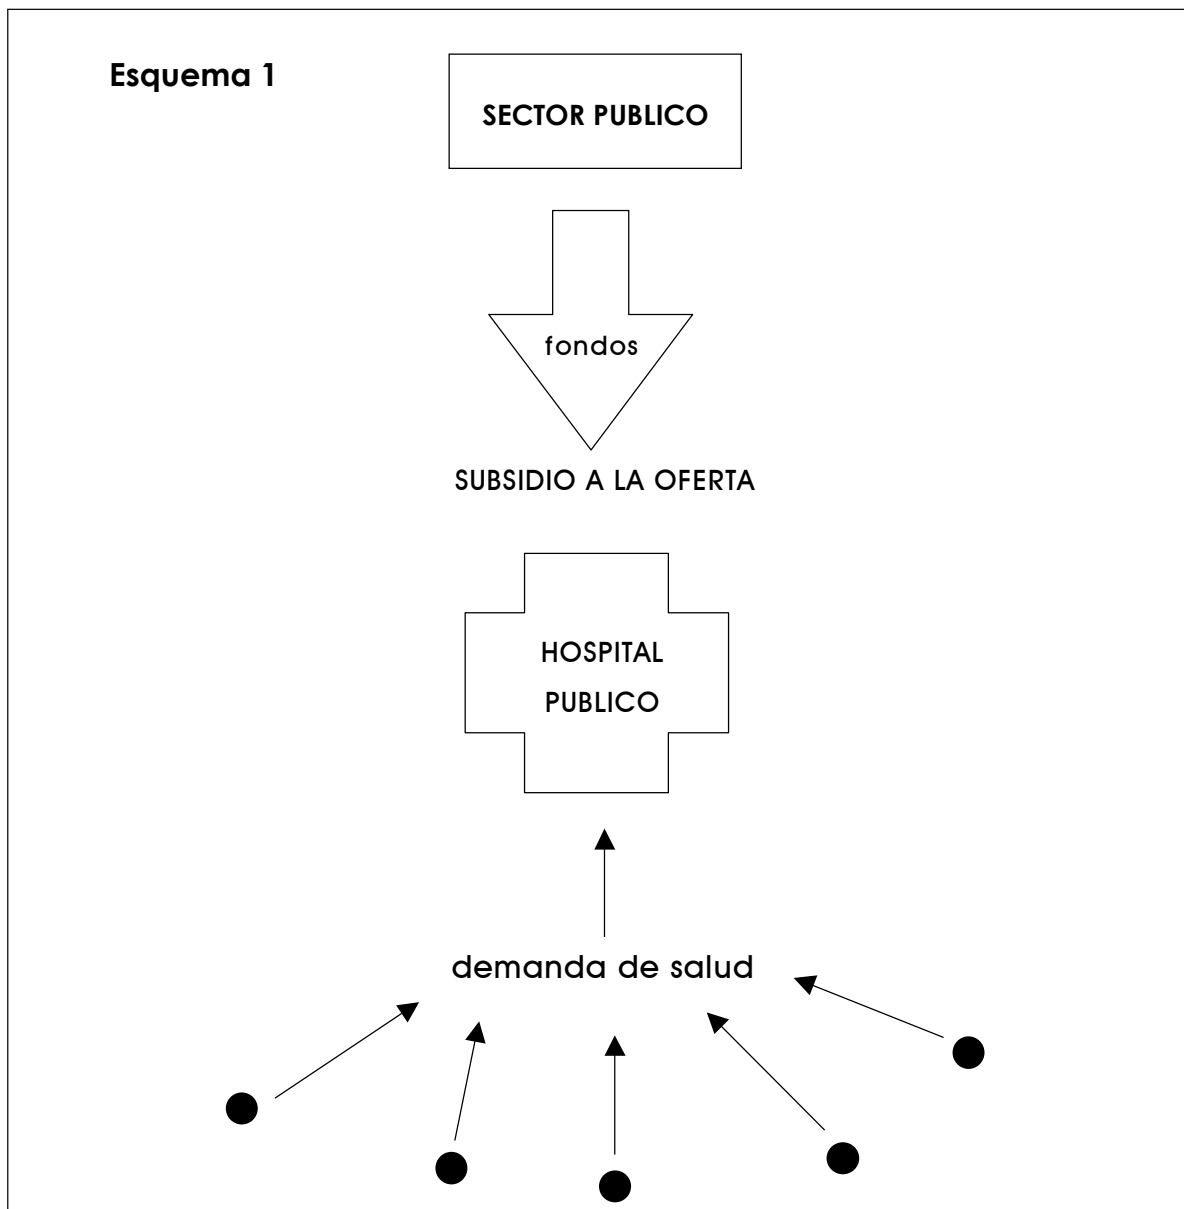 Esquema 1
SECTOR PUBLICO
fondos
SUBSIDIO A LA OFERTA
HOSPITAL
PUBLICO
demanda de salud